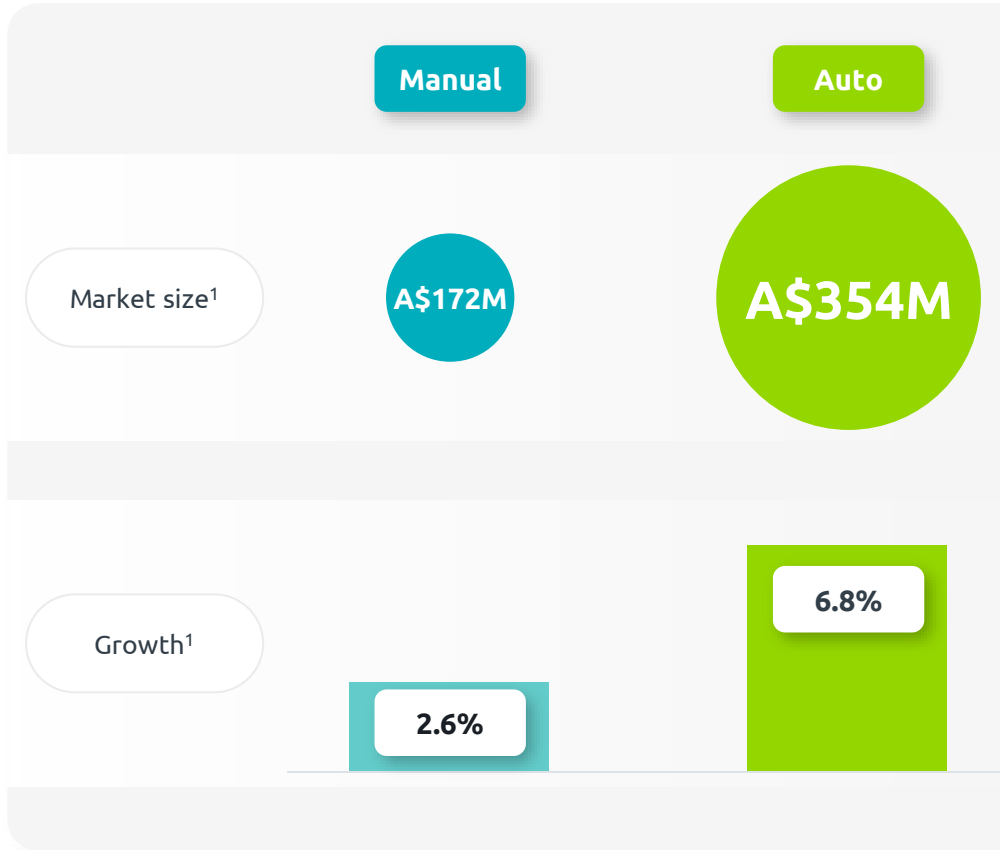 Manual
Auto
Market size¹
A$172M
A$354M
Growth¹
6.8%
2.6%